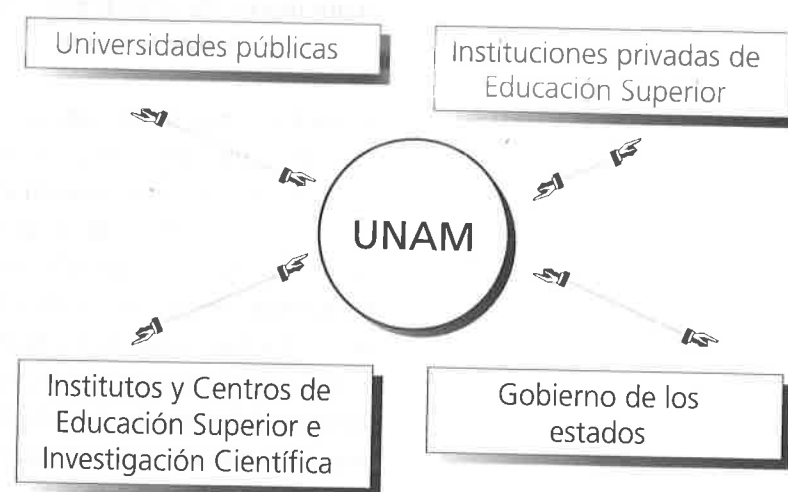 Universidades públicas
Instituciones privadas de
Educación Superior
UNAM
Institutos y Centros de
Educación Superior e
Investigación Científica
Gobierno de los
estados